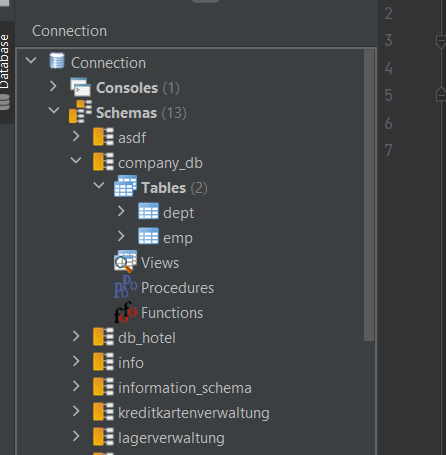 Database
Connection
Connection
Consoles (1)
Schemas (13)
asdf
company_db
Tables (2)
dept
emp
Views
Procedures
Functions
db_hotel
info
information_schema
kreditkartenverwaltung
lagerverwaltung
2
3
4
5
6
7